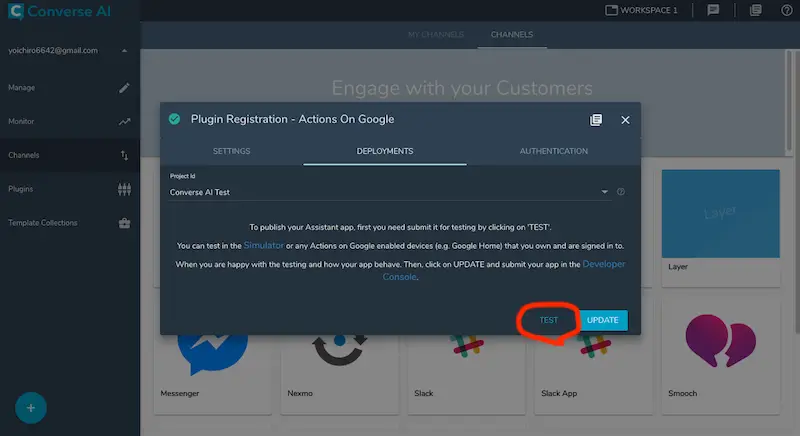 Converse AI
WORKSPACE 1
yoichiro6642@gmail.com
MY CHANNELS
CHANNELS
Manage
Monitor
Channels
Plugins
Template Collections
Engage with your Customers
Plugin Registration - Actions On Google
SETTINGS
DEPLOYMENTS
AUTHENTICATION
Project Id
Converse AI Test
To publish your Assistant app, first you need submit it for testing by clicking on 'TEST'.
You can test in the Simulator or any Actions on Google enabled devices (e.g. Google Home) that you own and are signed in to.
When you are happy with the testing and how your app behave. Then, click on UPDATE and submit your app in the Developer
Console.
TEST
UPDATE
Layer
Layer
Messenger
Nexmo
Slack
Slack App
Smooch